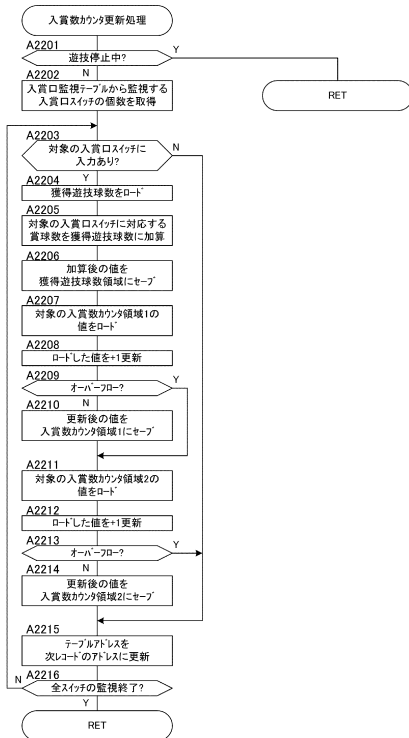 入賞数カウンタ更新処理
A2201
遊技停止中?
Y
N
A2202
入賞口監視テーブルから監視する
入賞口スイッチの個数を取得
RET
A2203
対象の入賞口スイッチに
入力あり?
N
Y
A2204
獲得遊技球数をロード
A2205
対象の入賞口スイッチに対応する
賞球数を獲得遊技球数に加算
A2206
加算後の値を
獲得遊技球数領域にセーブ
A2207
対象の入賞数カウンタ領域1の
値をロード
A2208
ロードした値を+1更新
A2209
オーバーフロー?
Y
N
A2210
更新後の値を
入賞数カウンタ領域1にセーブ
A2211
対象の入賞数カウンタ領域2の
値をロード
A2212
ロードした値を+1更新
A2213
オーバーフロー?
Y
N
A2214
更新後の値を
入賞数カウンタ領域2にセーブ
A2215
テーブルアドレスを
次レコードのアドレスに更新
A2216
N
全スイッチの監視終了?
Y
RET